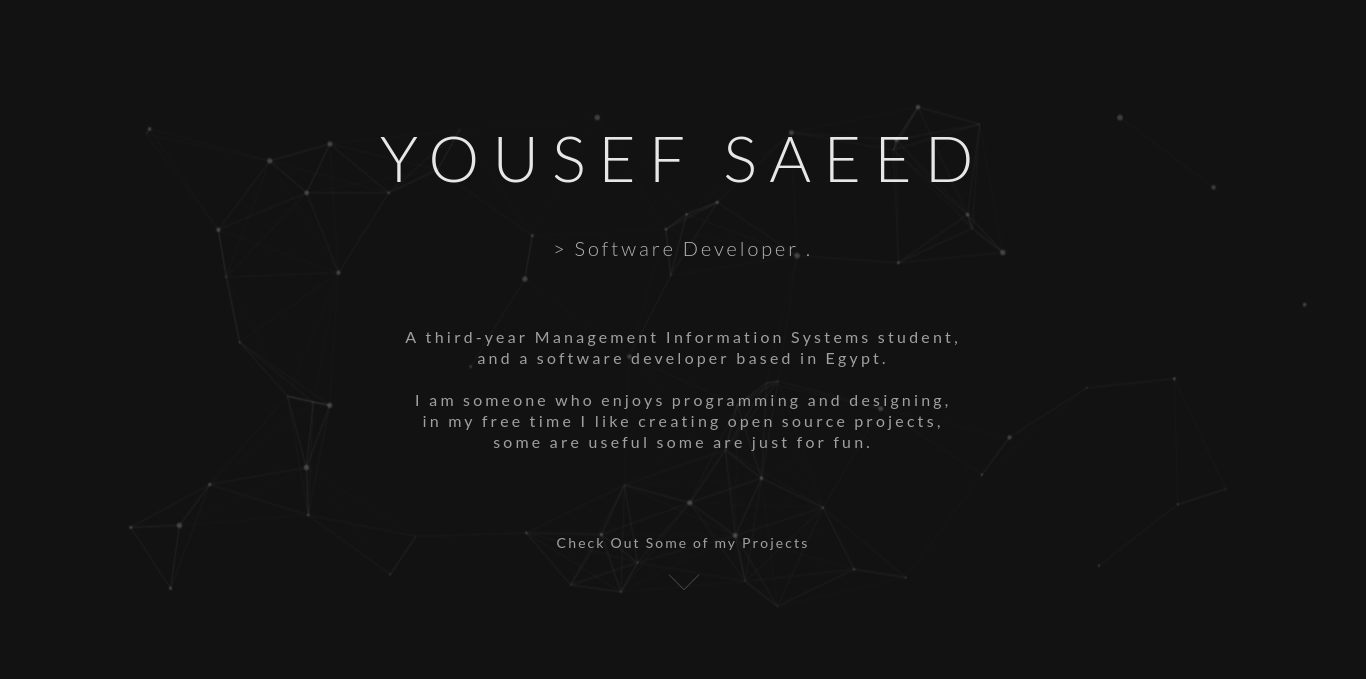 YOUSEF SAEED
> Software Developer .
A third-year Management Information Systems student,
and a software developer based in Egypt.
I am someone who enjoys programming and designing,
in my free time I like creating open source projects,
some are useful some are just for fun.
Check Out Some of my Projects